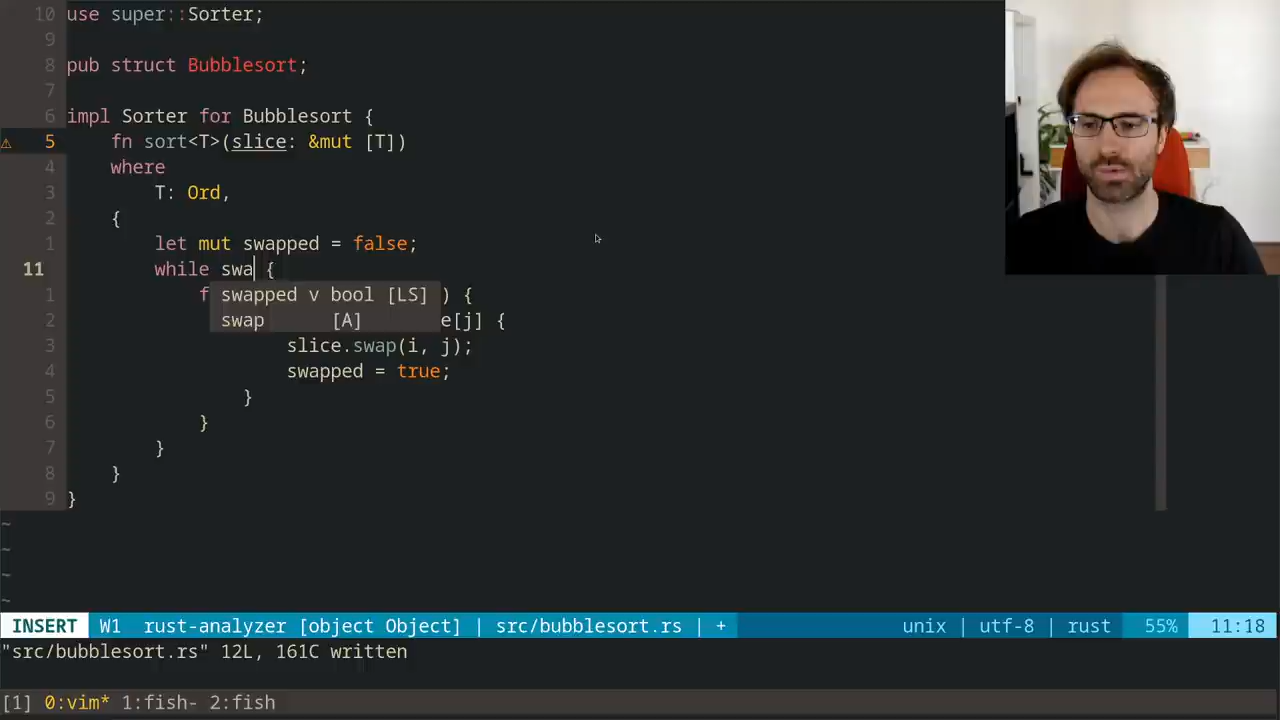 10 use super::Sorter;
9
8 pub struct Bubblesort;
7
6 impl Sorter for Bubblesort {
⚠ 5 fn sort<T>(slice: &mut [T])
4 where
3 T: Ord,
2 {
1 let mut swapped = false;
11 while swa {
1 f swapped v bool [LS] ) {
2 swap [A] e[j] {
3 slice.swap(i, j);
4 swapped = true;
5 }
6 }
7 }
8 }
9 }
~
~
~
~
INSERT W1 rust-analyzer [object Object] | src/bubblesort.rs | + unix | utf-8 | rust 55% 11:18
"src/bubblesort.rs" 12L, 161C written
[1] 0:vim* 1:fish- 2:fish